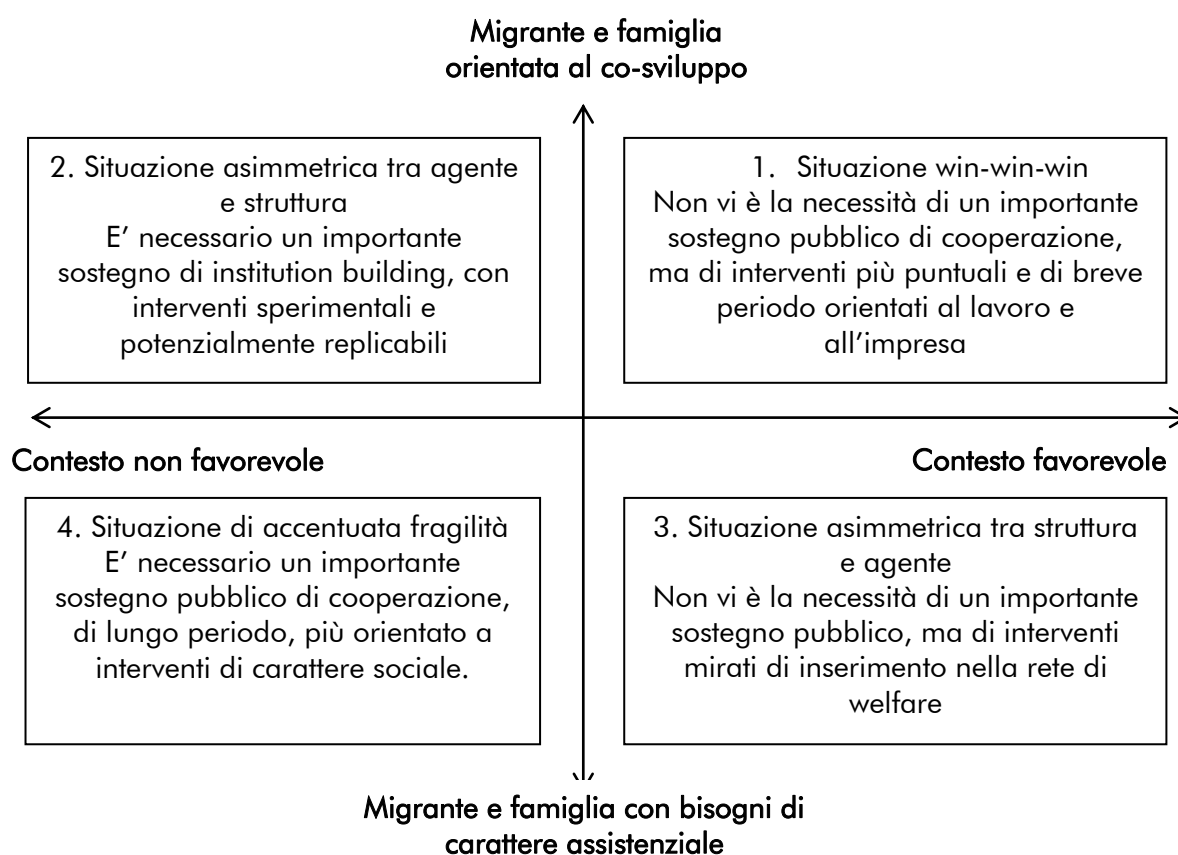 Migrante e famiglia
orientata al co-sviluppo
2. Situazione asimmetrica tra agente
e struttura
E' necessario un importante
sostegno di institution building, con
interventi sperimentali e
potenzialmente replicabili
1. Situazione win-win-win
Non vi è la necessità di un importante
sostegno pubblico di cooperazione,
ma di interventi più puntuali e di breve
periodo orientati al lavoro e
all'impresa
Contesto non favorevole
Contesto favorevole
4. Situazione di accentuata fragilità
E' necessario un importante
sostegno pubblico di cooperazione,
di lungo periodo, più orientato a
interventi di carattere sociale.
3. Situazione asimmetrica tra struttura
e agente
Non vi è la necessità di un importante
sostegno pubblico, ma di interventi
mirati di inserimento nella rete di
welfare
Migrante e famiglia con bisogni di
carattere assistenziale